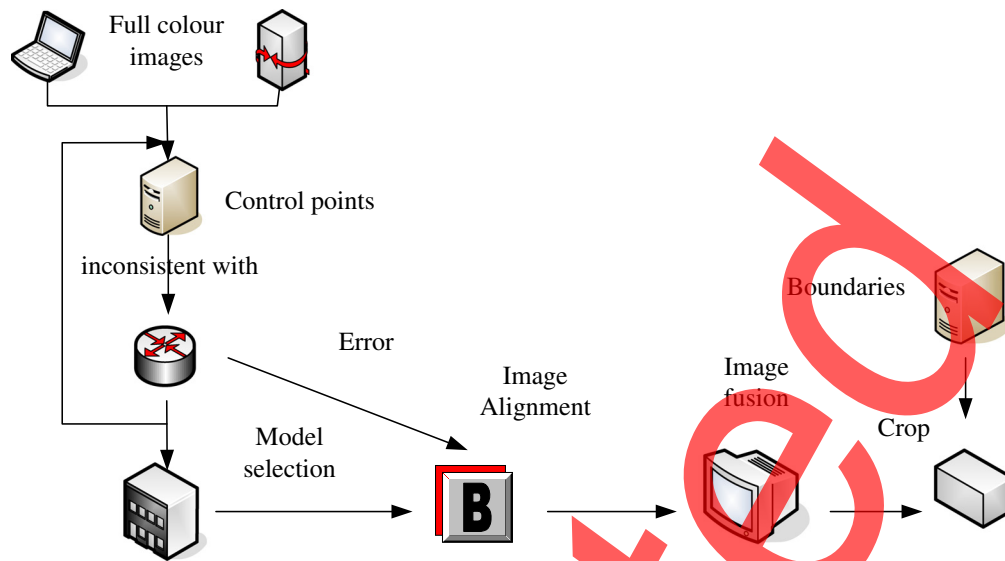 Full colour
images
Control points
inconsistent with
Error
Boundaries
Image
Alignment
Image
fusion
Crop
Model
selection
B